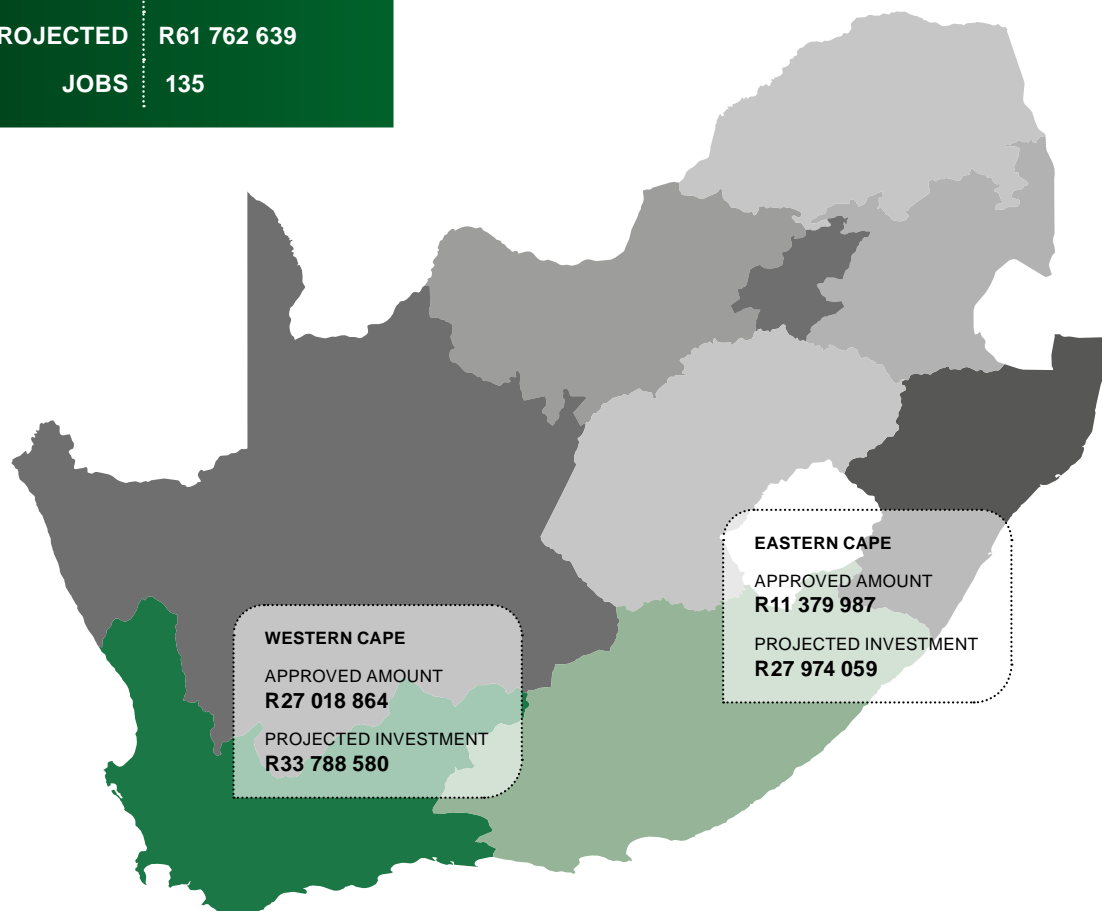 ROJECTED R61 762 639
JOBS 135
EASTERN CAPE
APPROVED AMOUNT
R11 379 987
PROJECTED INVESTMENT
R27 974 059
WESTERN CAPE
APPROVED AMOUNT
R27 018 864
PROJECTED INVESTMENT
R33 788 580